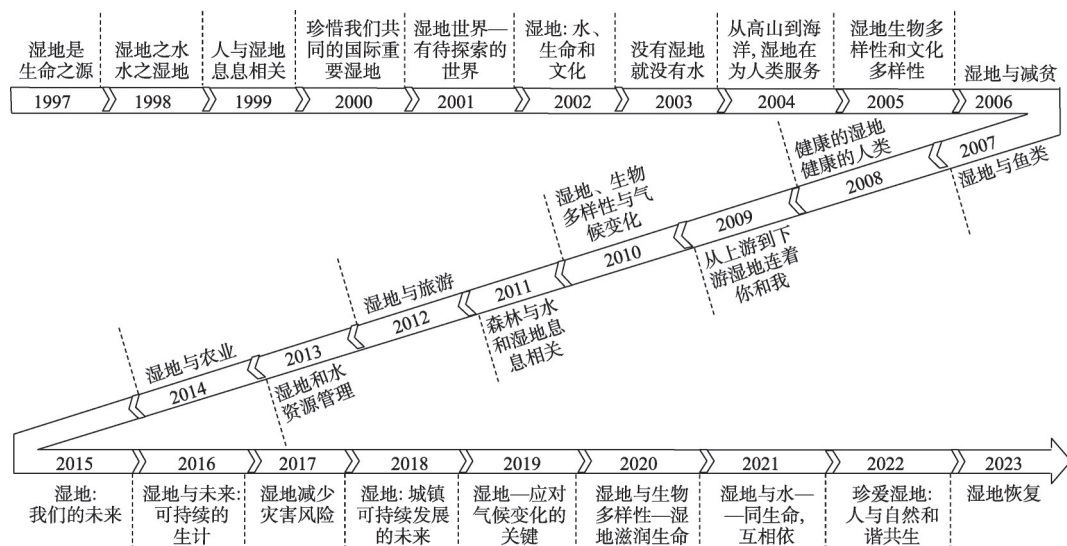 湿地是
生命之源
湿地之水
水之湿地
人与湿地
息息相关
珍惜我们共
同的国际重
要湿地
湿地世界—
有待探索的
世界
湿地: 水、
生命和
文化
没有湿地
就没有水
从高山到海
洋, 湿地在
为人类服务
湿地生物多
样性和文化
多样性
湿地与减贫
1997
1998
1999
2000
2001
2002
2003
2004
2005
2006
2007
湿地与鱼类
健康的湿地
健康的人类
2008
2009
从上游到下
游湿地连着
你和我
湿地、生物
多样性与气
候变化
2010
2011
森林与水
和湿地息
息相关
湿地与旅游
2012
2013
湿地和水
资源管理
湿地与农业
2014
2015
2016
2017
2018
2019
2020
2021
2022
2023
湿地:
我们的未来
湿地与未来:
可持续的
生计
湿地减少
灾害风险
湿地: 城镇
可持续发展
的未来
湿地—应对
气候变化的
关键
湿地与生物
多样性—湿
地滋润生命
湿地与水—
—同生命,
互相依
珍爱湿地:
人与自然和
谐共生
湿地恢复